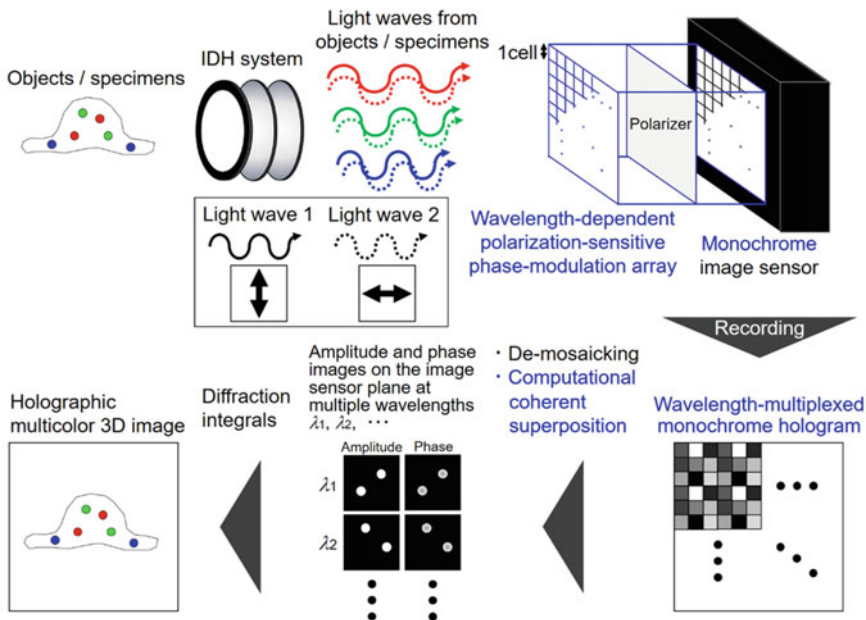 Objects / specimens
IDH system
Light waves from
objects / specimens
1cell
Polarizer
Light wave 1
Light wave 2
Wavelength-dependent
polarization-sensitive
phase-modulation array
Monochrome
image sensor
Recording
Wavelength-multiplexed
monochrome hologram
・De-mosaicking
・Computational
coherent
superposition
Amplitude and phase
images on the image
sensor plane at
multiple wavelengths
λ1, λ2, ・・・
Amplitude
Phase
λ1
λ2
Diffraction
integrals
Holographic
multicolor 3D image